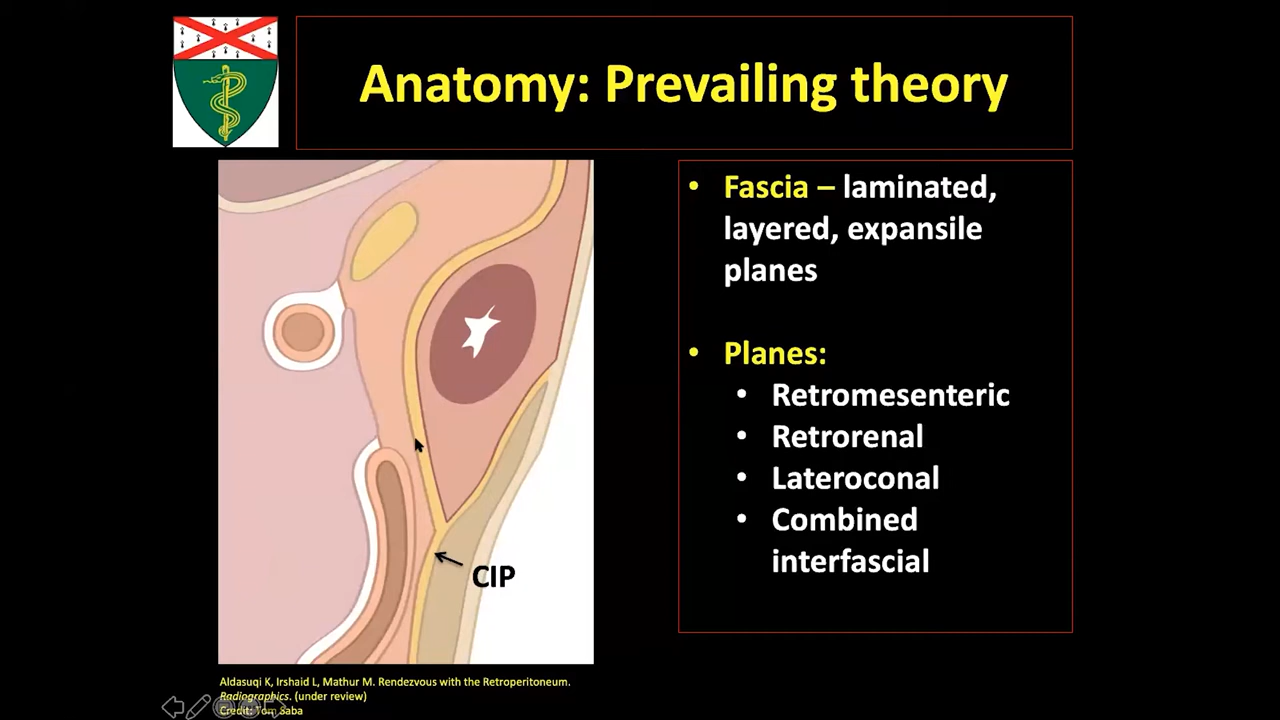 Anatomy: Prevailing theory
• Fascia – laminated,
layered, expansile
planes
• Planes:
• Retromesenteric
• Retrorenal
• Lateroconal
• Combined
interfascial
CIP
Aldasuqi K, Irshaid L, Mathur M. Rendezvous with the Retroperitoneum.
Radiographics. (under review)
Credit: Tom Saba